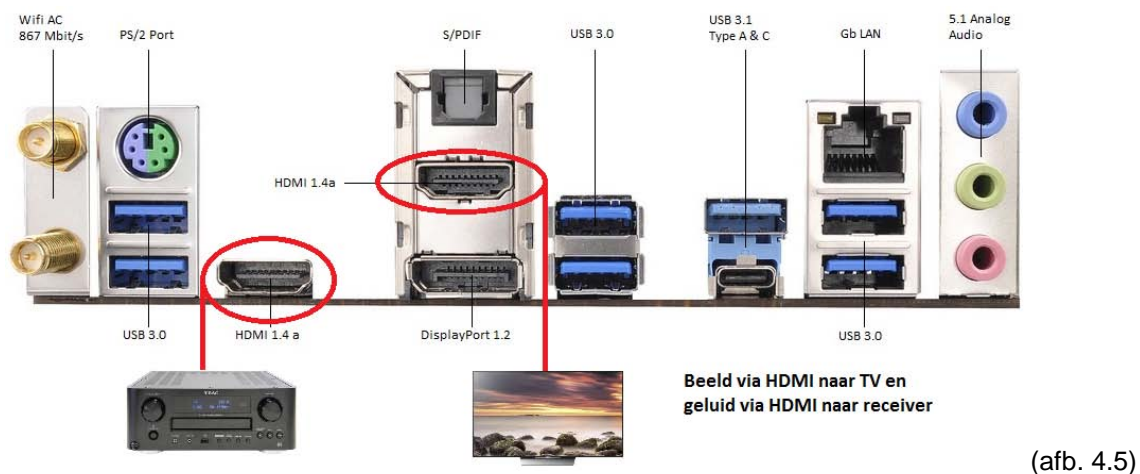 Wifi AC
867 Mbit/s
PS/2 Port
S/PDIF
USB 3.0
USB 3.1
Type A & C
Gb LAN
5.1 Analog
Audio
HDMI 1.4a
USB 3.0
HDMI 1.4 a
DisplayPort 1.2
USB 3.0
TEAC
Beeld via HDMI naar TV en
geluid via HDMI naar receiver
(afb. 4.5)